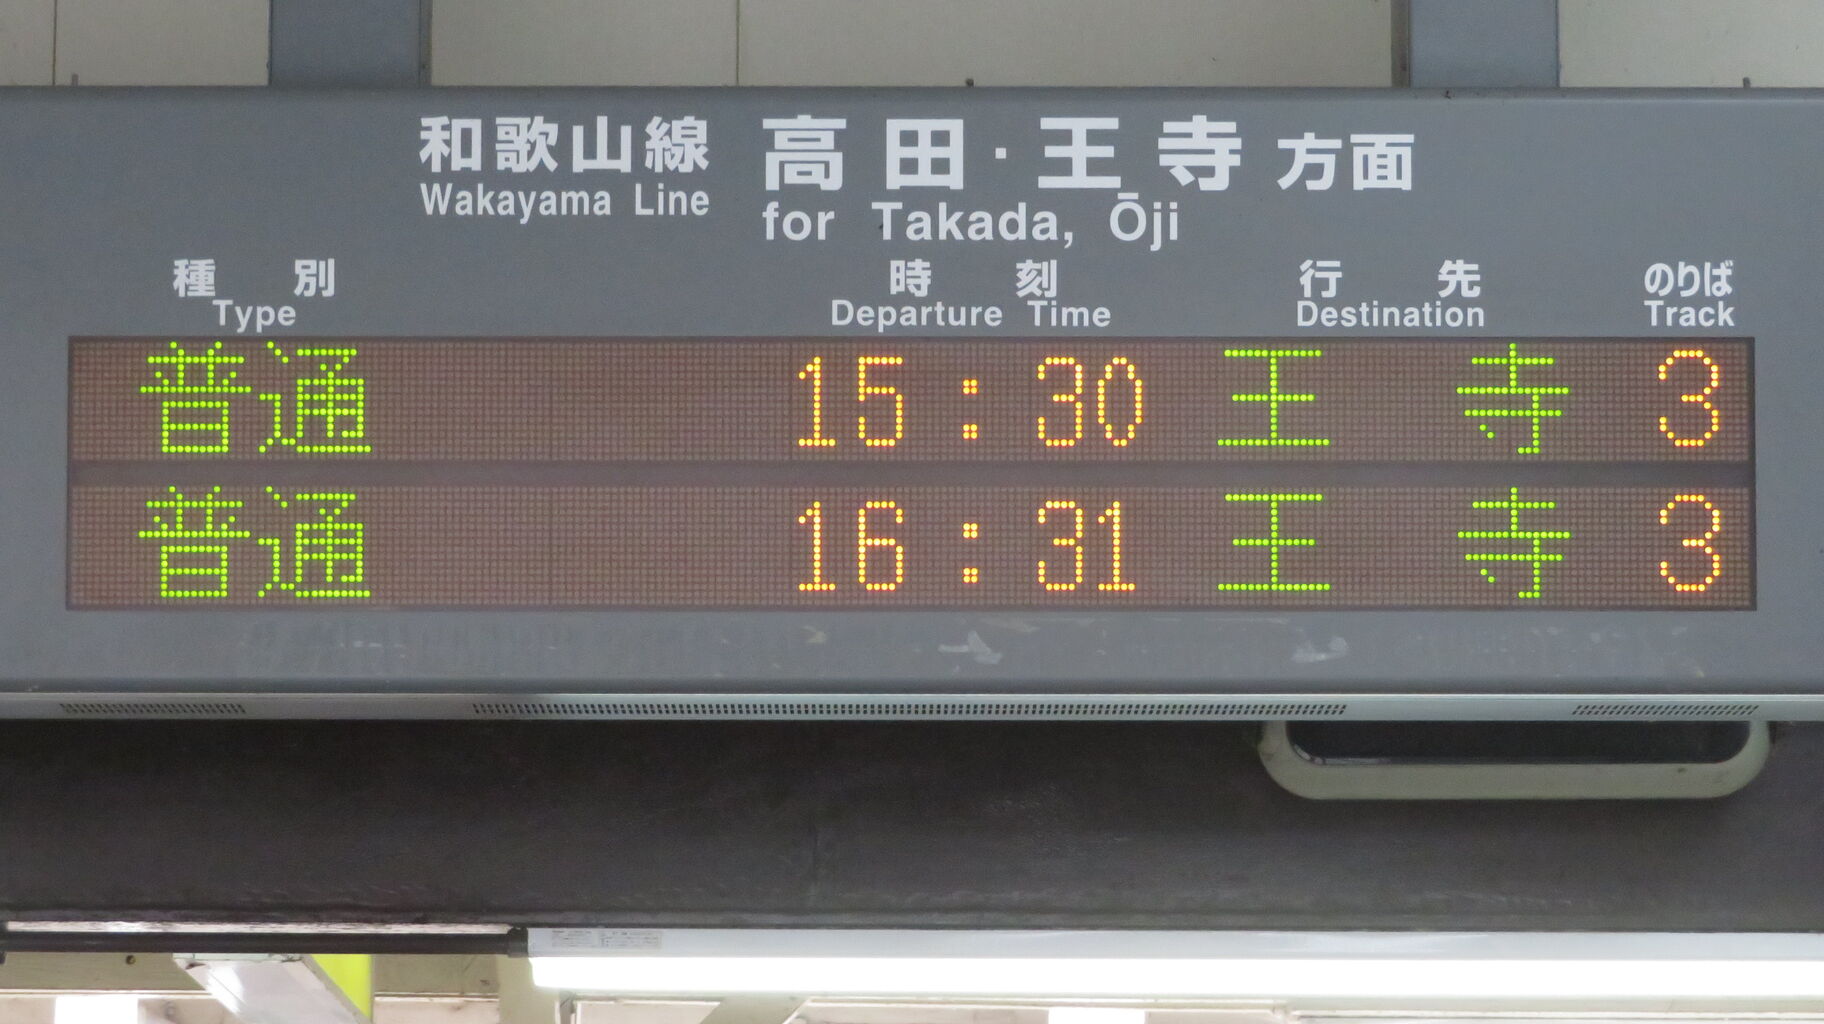 和歌山線 高田・王寺方面
Wakayama Line for Takada, Ōji
種別 時刻 行先 のりば
Type Departure Time Destination Track
普通 15:30 王寺 3
普通 16:31 王寺 3